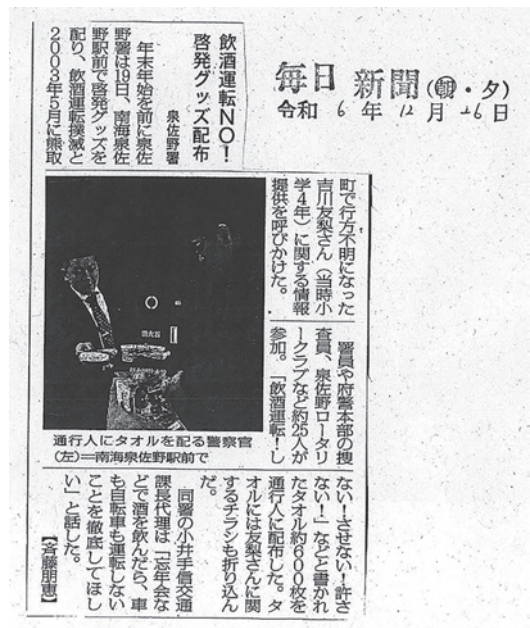 毎日 新聞(朝・夕)
令和 6 年 12 月 26 日
飲酒運転NO!
啓発グッズ配布
泉佐野署
年末年始を前に泉佐
野署は19日、南海泉佐
野駅前で啓発グッズを
配り、飲酒運転撲滅と
2003年5月に熊取
町で行方不明になった
吉川友梨さん(当時小
学4年)に関する情報
提供を呼びかけた。
署員や府警本部の捜
査員、泉佐野ロータリ
ークラブなど約25人が
参加。「飲酒運転!し
ない!させない!許さ
ない!」などと書かれ
たタオル約600枚を
通行人に配布した。タ
オルには友梨さんに関
するチラシも折り込ん
だ。
同署の小井手信交通
課長代理は「忘年会な
どで酒を飲んだら、車
も自転車も運転しない
ことを徹底してほし
い」と話した。
【斉藤朋恵】
通行人にタオルを配る警察官
(左)=南海泉佐野駅前で